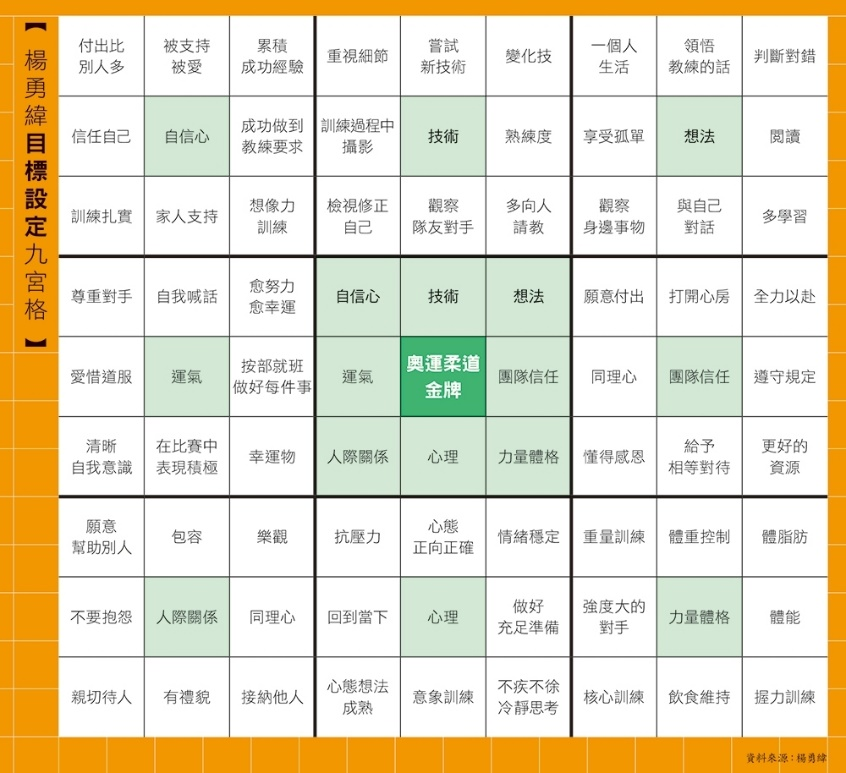 【楊勇緯目標設定九宮格】
付出比
別人多
被支持
被愛
累積
成功經驗
重視細節
嘗試
新技術
變化技
一個人
生活
領悟
教練的話
判斷對錯
信任自己
自信心
成功做到
教練要求
訓練過程中
攝影
技術
熟練度
享受孤單
想法
閱讀
訓練扎實
家人支持
想像力
訓練
檢視修正
自己
觀察
隊友對手
多向人
請教
觀察
身邊事物
與自己
對話
多學習
尊重對手
自我喊話
愈努力
愈幸運
自信心
技術
想法
願意付出
打開心房
全力以赴
愛惜道服
運氣
按部就班
做好每件事
運氣
奧運柔道
金牌
團隊信任
同理心
團隊信任
遵守規定
清晰
自我意識
在比賽中
表現積極
幸運物
人際關係
心理
力量體格
懂得感恩
給予
相等對待
更好的
資源
願意
幫助別人
包容
樂觀
抗壓力
心態
正向正確
情緒穩定
重量訓練
體重控制
體脂肪
不要抱怨
人際關係
同理心
回到當下
心理
做好
充足準備
強度大的
對手
力量體格
體能
親切待人
有禮貌
接納他人
心態想法
成熟
意象訓練
不疾不徐
冷靜思考
核心訓練
飲食維持
握力訓練
資料來源：楊勇緯